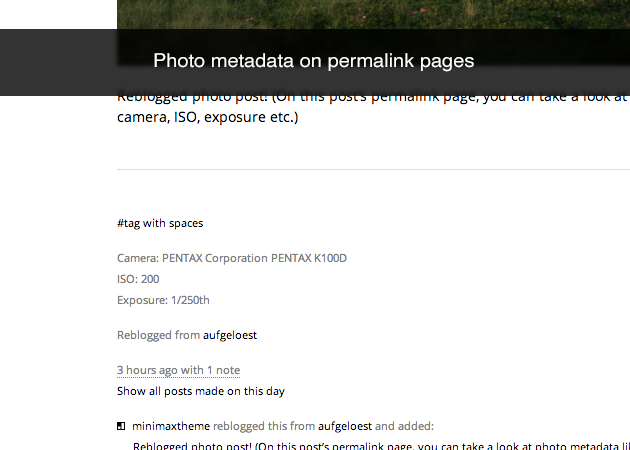 Photo metadata on permalink pages
Reblogged photo post! (On this post's permalink page, you can take a look at
camera, ISO, exposure etc.)
#tag with spaces
Camera: PENTAX Corporation PENTAX K100D
ISO: 200
Exposure: 1/250th
Reblogged from aufgeloest
3 hours ago with 1 note
Show all posts made on this day
minimaxtheme reblogged this from aufgeloest and added:
Reblogged photo post! (On this post's permalink page, you can take a look at photo metadata li